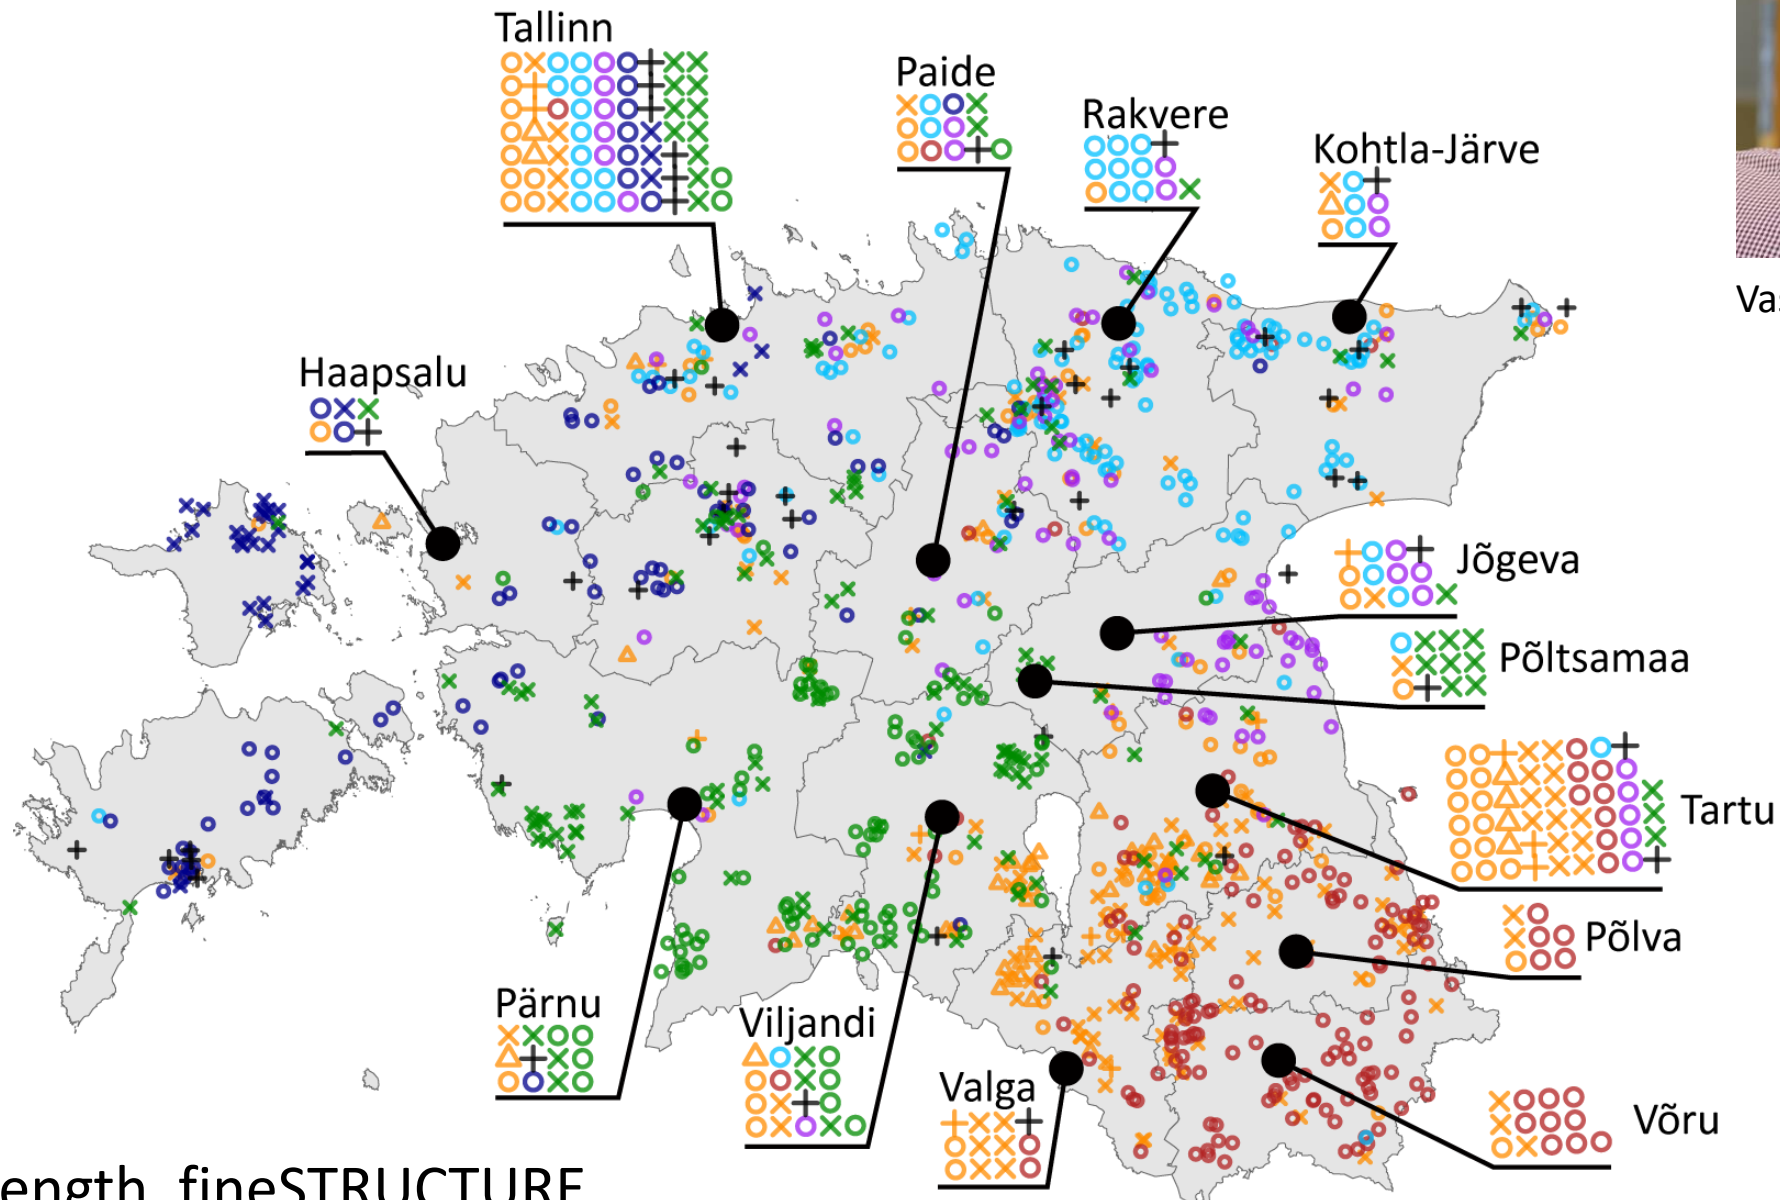 Tallinn
Paide
Rakvere
Kohtla-Järve
Haapsalu
Jõgeva
Põltsamaa
Tartu
Põlva
Pärnu
Viljandi
Valga
Võru
fineSTRUCTURE